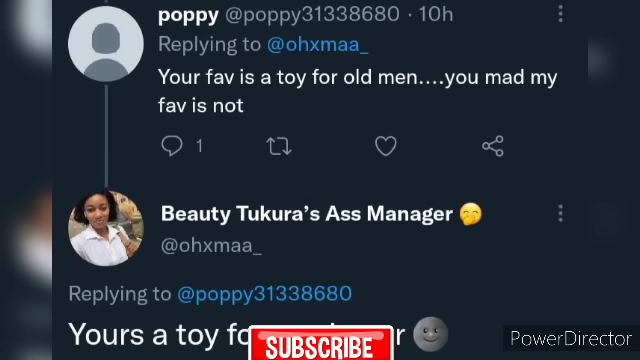 poppy @poppy31338680 · 10h
Replying to @ohxmaa_
Your fav is a toy for old men....you mad my
fav is not
1
Beauty Tukura's Ass Manager 🤭
@ohxmaa_
Replying to @poppy31338680
Yours a toy 🌚
SUBSCRIBE
PowerDirector